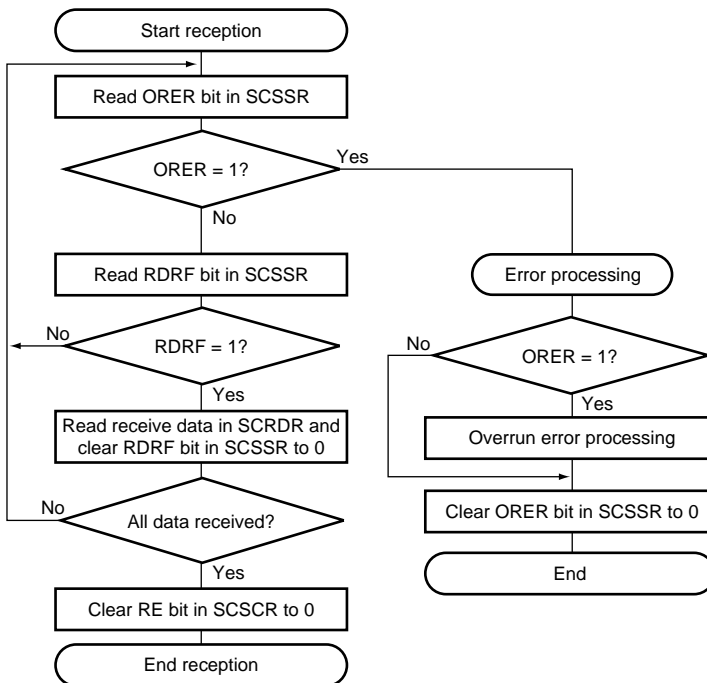 Start reception
Read ORER bit in SCSSR
ORER = 1?
Yes
No
Read RDRF bit in SCSSR
RDRF = 1?
No
Yes
Read receive data in SCRDR and
clear RDRF bit in SCSSR to 0
All data received?
No
Yes
Clear RE bit in SCSCR to 0
End reception
Error processing
ORER = 1?
No
Yes
Overrun error processing
Clear ORER bit in SCSSR to 0
End